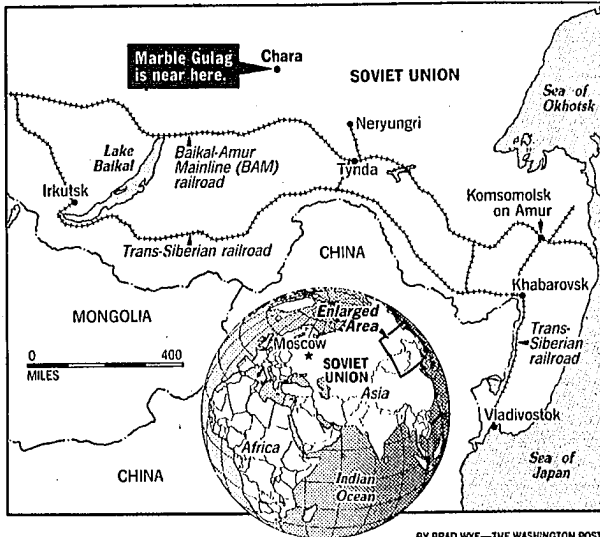 Marble Gulag
is near here.
Chara
SOVIET UNION
Sea of
Okhotsk
Neryungri
Lake
Baikal
Baikal-Amur
Mainline (BAM)
railroad
Tynda
Irkutsk
Komsomolsk
on Amur
Trans-Siberian railroad
CHINA
Khabarovsk
MONGOLIA
Enlarged
Area
Moscow
SOVIET
UNION
Asia
Trans-
Siberian
railroad
0 400
MILES
Africa
Vladivostok
Indian
Ocean
CHINA
Sea of
Japan
BY BRAD WYE—THE WASHINGTON POST